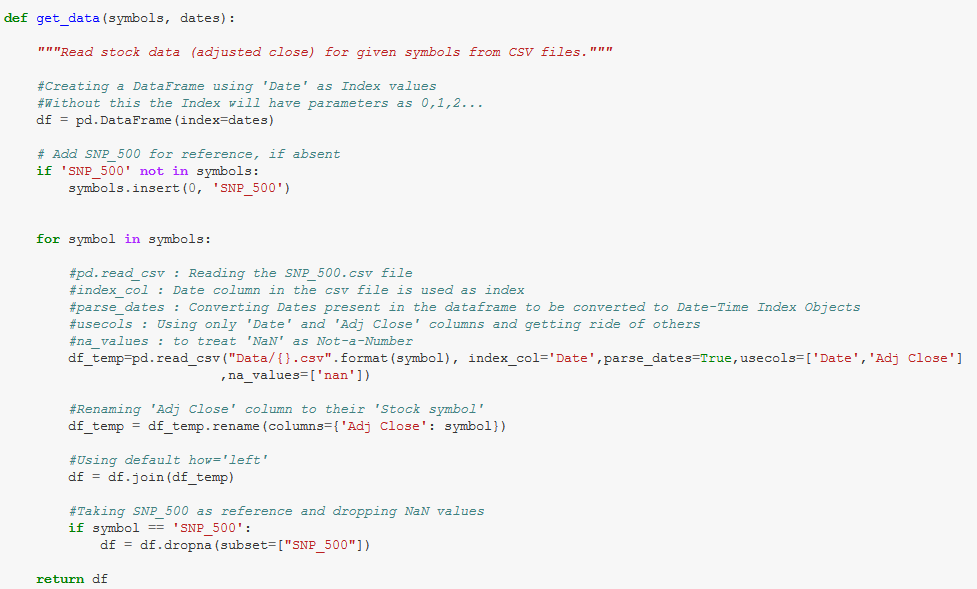 def get_data(symbols, dates):
"""Read stock data (adjusted close) for given symbols from CSV files."""
#Creating a DataFrame using 'Date' as Index values
#Without this the Index will have parameters as 0,1,2...
df = pd.DataFrame(index=dates)
# Add SNP_500 for reference, if absent
if 'SNP_500' not in symbols:
symbols.insert(0, 'SNP_500')
for symbol in symbols:
#pd.read_csv : Reading the SNP_500.csv file
#index_col : Date column in the csv file is used as index
#parse_dates : Converting Dates present in the dataframe to be converted to Date-Time Index Objects
#usecols : Using only 'Date' and 'Adj Close' columns and getting ride of others
#na_values : to treat 'NaN' as Not-a-Number
df_temp=pd.read_csv("Data/{}.csv".format(symbol), index_col='Date',parse_dates=True,usecols=['Date','Adj Close']
,na_values=['nan'])
#Renaming 'Adj Close' column to their 'Stock symbol'
df_temp = df_temp.rename(columns={'Adj Close': symbol})
#Using default how='left'
df = df.join(df_temp)
#Taking SNP_500 as reference and dropping NaN values
if symbol == 'SNP_500':
df = df.dropna(subset=["SNP_500"])
return df